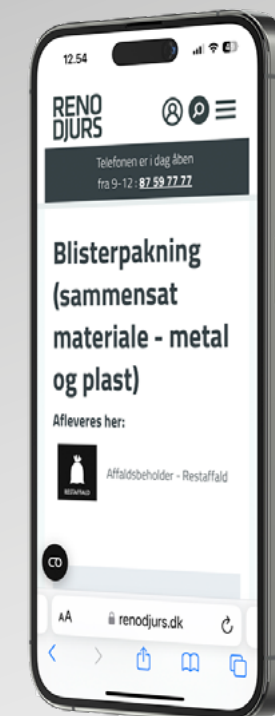 12.54
RENO
DJURS
Telefonen er i dag åben
fra 9-12 : 87 59 77 77
Blisterpakning
(sammensat
materiale - metal
og plast)
Afleveres her:
RESTAFFALD
Affaldsbeholder - Restaffald
AA
renodjurs.dk